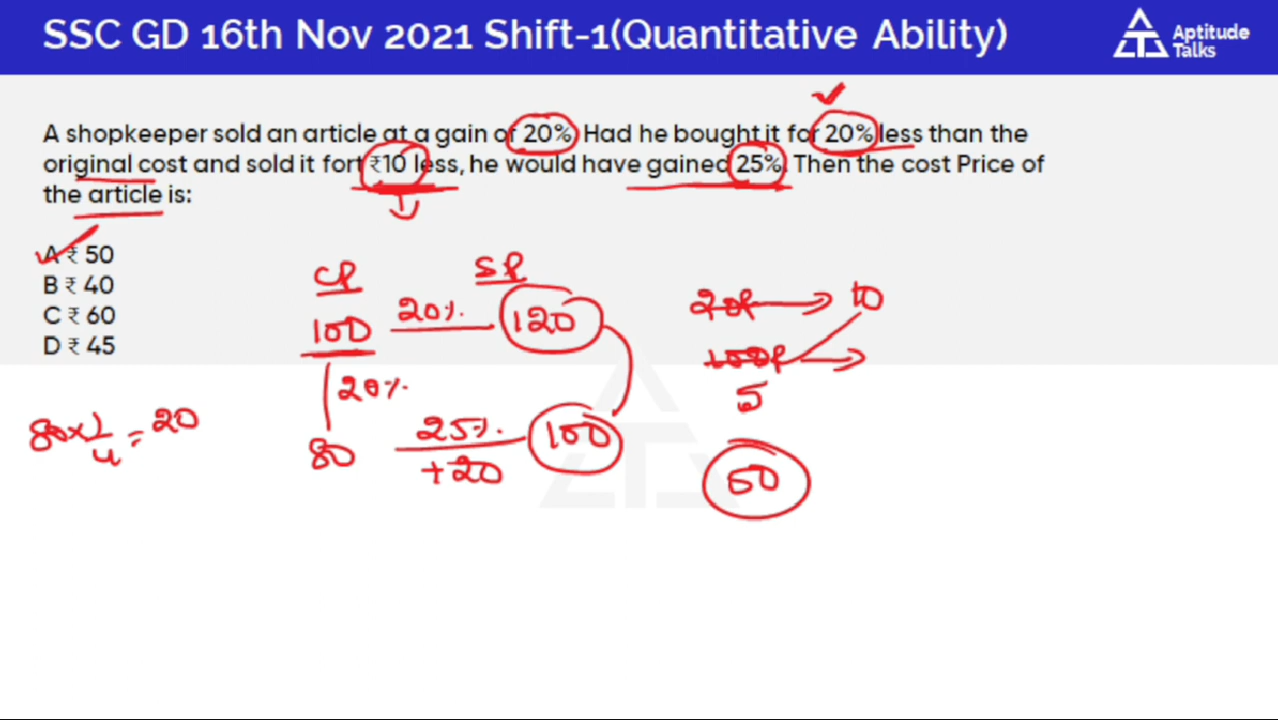 SSC GD 16th Nov 2021 Shift-1(Quantitative Ability)
Aptitude
Talks
A shopkeeper sold an article at a gain of 20% Had he bought it for 20% less than the
original cost and sold it fort ₹10 less, he would have gained 25%. Then the cost Price of
the article is:
A ₹ 50
B ₹ 40
C ₹ 60
D ₹ 45
CP SP
100 20% 120
20%
80 25% 100
+20
80×1/4 = 20
20P → 10
100P →
5
50